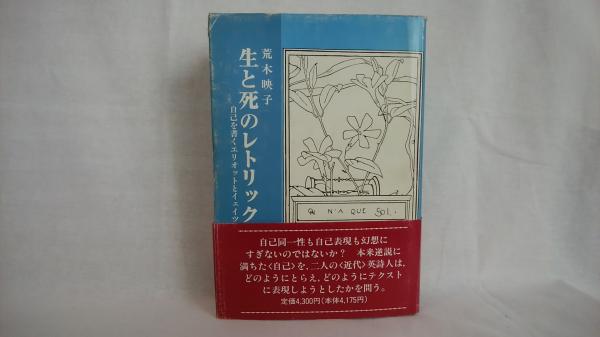 荒木映子
生と死のレトリック
自己を書くエリオットとイェイツ
ON N'A QUE SOI.
自己同一性も自己表現も幻想に
すぎないのではないか？　本来逆説に
満ちた〈自己〉を、二人の〈近代〉英詩人は、
どのようにとらえ、どのようにテクスト
に表現しようとしたかを問う。
定価4,300円(本体4,175円)